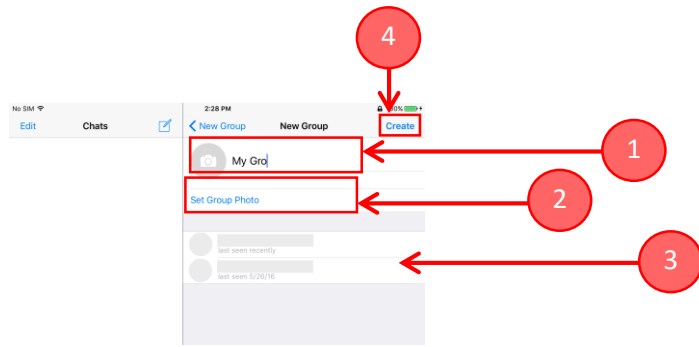 4
No SIM 2:28 PM
Edit Chats New Group New Group Create
My Gro
1
Set Group Photo
2
last seen recently
3
last seen 5/28/16